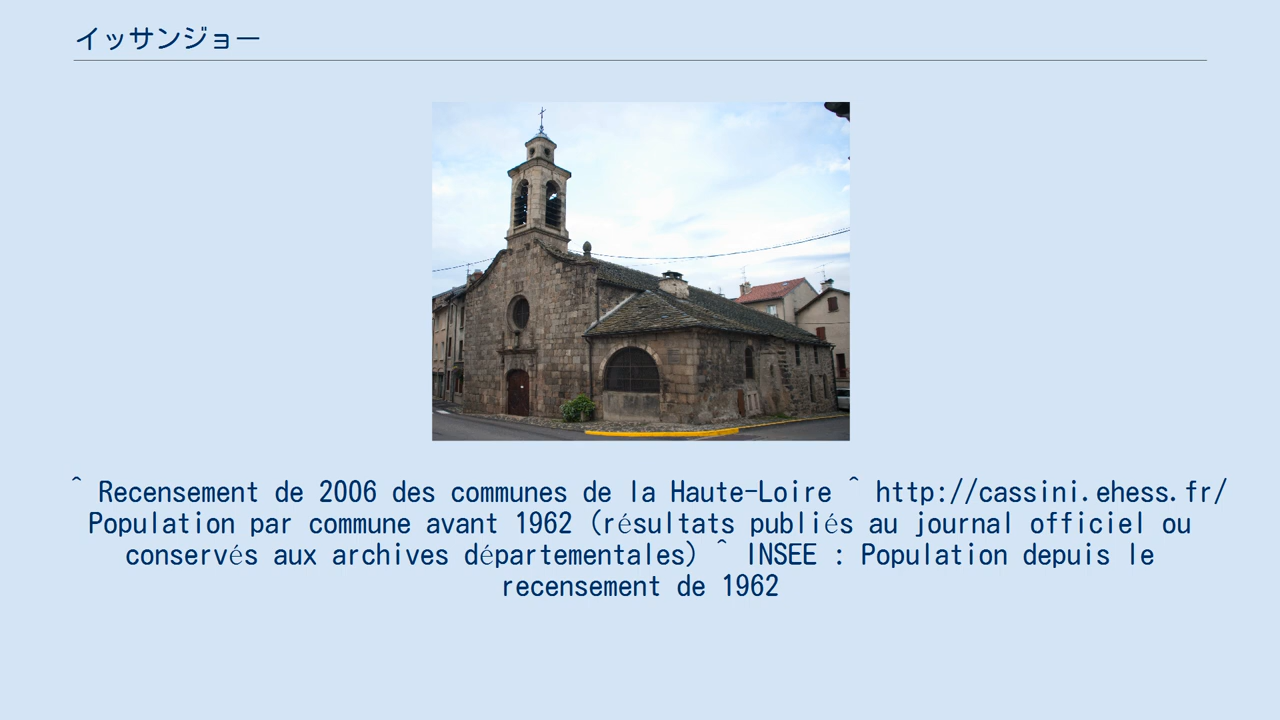 イッサンジョー
^ Recensement de 2006 des communes de la Haute-Loire ^ http://cassini.ehess.fr/
Population par commune avant 1962 (résultats publiés au journal officiel ou
conservés aux archives départementales) ^ INSEE : Population depuis le
recensement de 1962